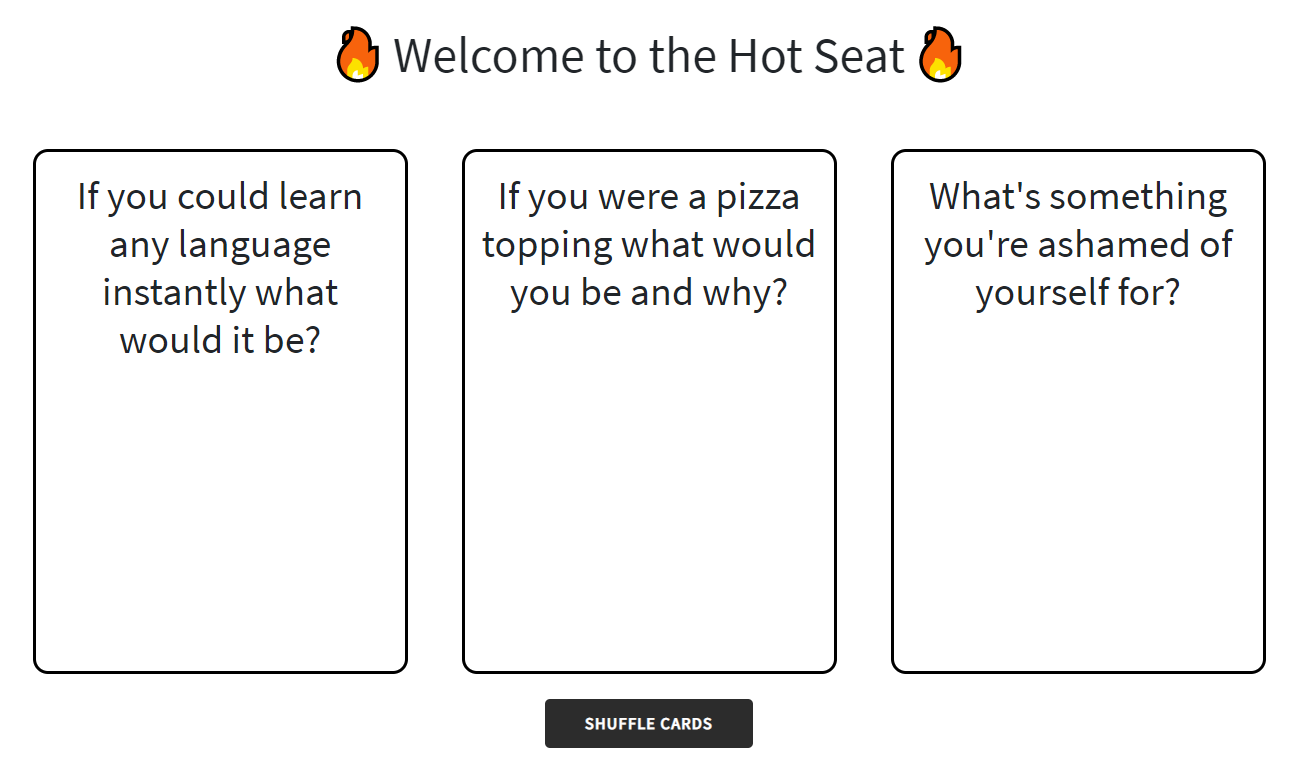 Welcome to the Hot Seat
If you could learn
any language
instantly what
would it be?
If you were a pizza
topping what would
you be and why?
What's something
you're ashamed of
yourself for?
SHUFFLE CARDS